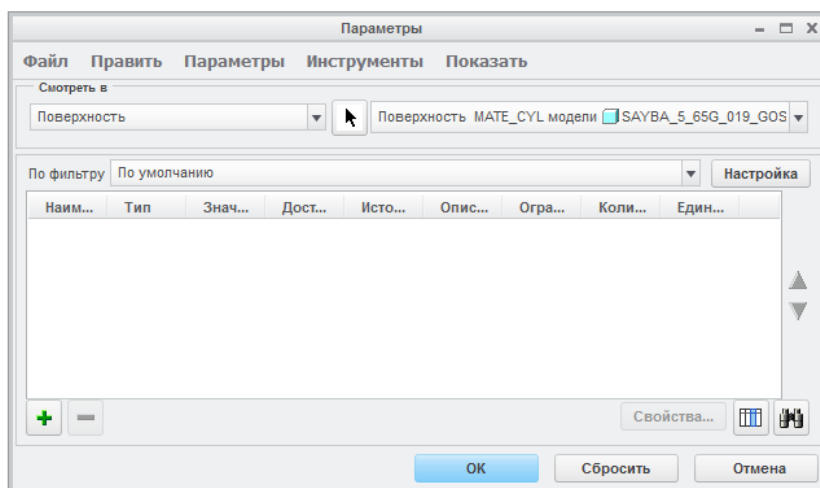 Параметры
Файл Править Параметры Инструменты Показать
Смотреть в
Поверхность Поверхность MATE_CYL модели SAYBA_5_65G_019_GOS
По фильтру По умолчанию Настройка
Наим... Тип Знач... Дост... Исто... Опис... Огра... Коли... Един...
Свойства...
ОК Сбросить Отмена